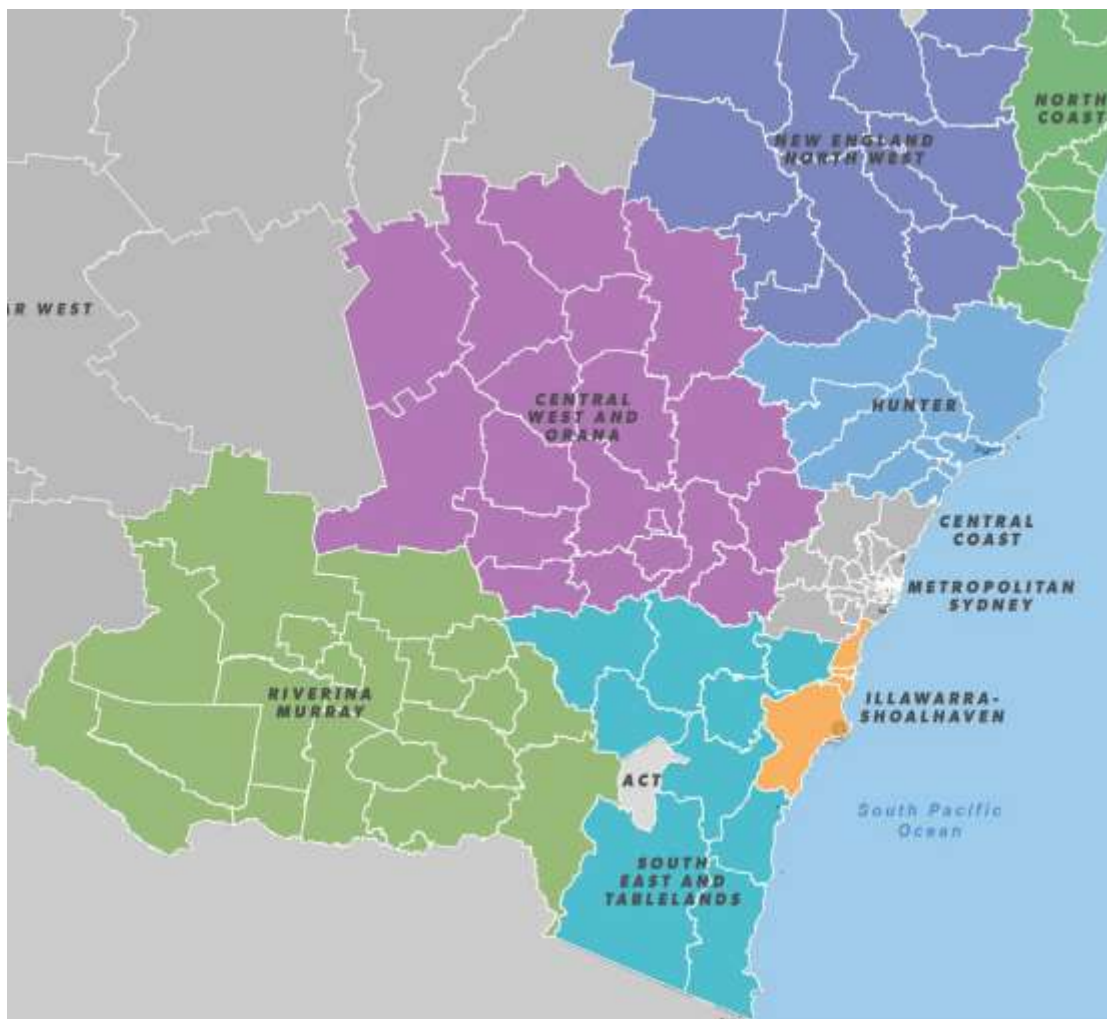 NORTH
COAST
NEW ENGLAND
NORTH WEST
AR WEST
CENTRAL
WEST AND
ORANA
HUNTER
CENTRAL
COAST
METROPOLITAN
SYDNEY
RIVERINA
MURRAY
ILLAWARRA-
SHOALHAVEN
ACT
South Pacific
Ocean
SOUTH
EAST AND
TABLELANDS